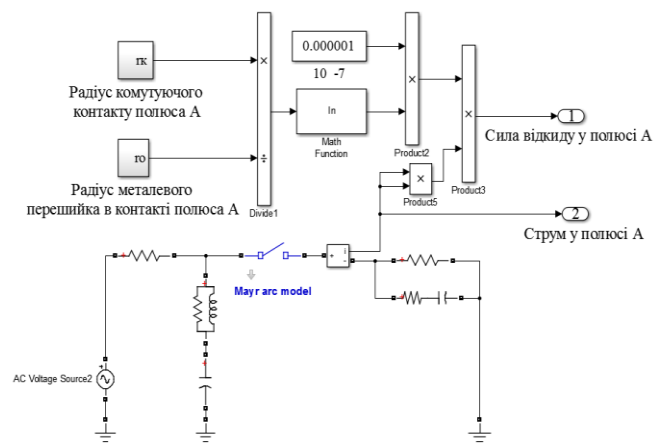 rк
0.000001
10 -7
Радіус комутуючого
контакту полюса А
ln
Math
Function
×
×
×
1
Сила відкиду у полюсі А
rо
÷
Product2
Радіус металевого
перешийка в контакті полюса А
Divide1
×
Product5
Product3
2
Струм у полюсі А
i
+
-
Mayr arc model
AC Voltage Source2